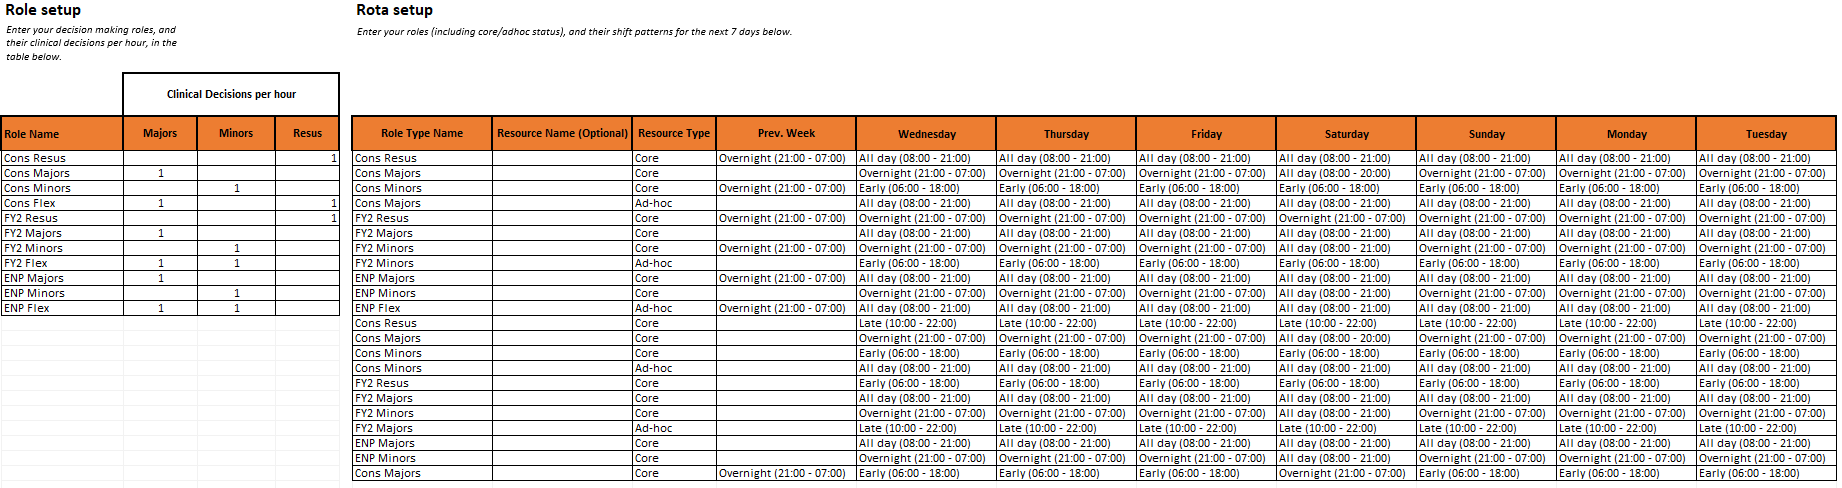 Role setup
Enter your decision making roles, and
their clinical decisions per hour, in the
table below.
Clinical Decisions per hour
Role Name Majors Minors Resus
Cons Resus 1
Cons Majors 1
Cons Minors 1
Cons Flex 1 1
FY2 Resus 1
FY2 Majors 1
FY2 Minors 1
FY2 Flex 1 1
ENP Majors 1
ENP Minors 1
ENP Flex 1 1
Rota setup
Enter your roles (including core/adhoc status), and their shift patterns for the next 7 days below.
Role Type Name Resource Name (Optional) Resource Type Prev. Week Wednesday Thursday Friday Saturday Sunday Monday Tuesday
Cons Resus Core Overnight (21:00 - 07:00) All day (08:00 - 21:00) All day (08:00 - 21:00) All day (08:00 - 21:00) All day (08:00 - 21:00) All day (08:00 - 21:00) All day (08:00 - 21:00) All day (08:00 - 21:00)
Cons Majors Core Overnight (21:00 - 07:00) Overnight (21:00 - 07:00) Overnight (21:00 - 07:00) All day (08:00 - 20:00) Overnight (21:00 - 07:00) Overnight (21:00 - 07:00) Overnight (21:00 - 07:00)
Cons Minors Core Overnight (21:00 - 07:00) Early (06:00 - 18:00) Early (06:00 - 18:00) Early (06:00 - 18:00) Early (06:00 - 18:00) Early (06:00 - 18:00) Early (06:00 - 18:00) Early (06:00 - 18:00)
Cons Majors Ad-hoc All day (08:00 - 21:00) All day (08:00 - 21:00) All day (08:00 - 21:00) All day (08:00 - 21:00) All day (08:00 - 21:00) All day (08:00 - 21:00) All day (08:00 - 21:00)
FY2 Resus Core Overnight (21:00 - 07:00) Overnight (21:00 - 07:00) Overnight (21:00 - 07:00) Overnight (21:00 - 07:00) Overnight (21:00 - 07:00) Overnight (21:00 - 07:00) Overnight (21:00 - 07:00) Overnight (21:00 - 07:00)
FY2 Majors Core All day (08:00 - 21:00) All day (08:00 - 21:00) All day (08:00 - 21:00) All day (08:00 - 21:00) All day (08:00 - 21:00) All day (08:00 - 21:00) All day (08:00 - 21:00)
FY2 Minors Core Overnight (21:00 - 07:00) Overnight (21:00 - 07:00) Overnight (21:00 - 07:00) Overnight (21:00 - 07:00) All day (08:00 - 21:00) Overnight (21:00 - 07:00) Overnight (21:00 - 07:00) Overnight (21:00 - 07:00)
FY2 Minors Ad-hoc Early (06:00 - 18:00) Early (06:00 - 18:00) Early (06:00 - 18:00) Early (06:00 - 18:00) Early (06:00 - 18:00) Early (06:00 - 18:00) Early (06:00 - 18:00)
ENP Majors Core Overnight (21:00 - 07:00) All day (08:00 - 21:00) All day (08:00 - 21:00) All day (08:00 - 21:00) All day (08:00 - 21:00) All day (08:00 - 21:00) All day (08:00 - 21:00) All day (08:00 - 21:00)
ENP Minors Core Overnight (21:00 - 07:00) Overnight (21:00 - 07:00) Overnight (21:00 - 07:00) All day (08:00 - 21:00) Overnight (21:00 - 07:00) Overnight (21:00 - 07:00) Overnight (21:00 - 07:00)
ENP Flex Ad-hoc Overnight (21:00 - 07:00) All day (08:00 - 21:00) All day (08:00 - 21:00) All day (08:00 - 21:00) All day (08:00 - 21:00) All day (08:00 - 21:00) All day (08:00 - 21:00) All day (08:00 - 21:00)
Cons Resus Core Late (10:00 - 22:00) Late (10:00 - 22:00) Late (10:00 - 22:00) Late (10:00 - 22:00) Late (10:00 - 22:00) Late (10:00 - 22:00) Late (10:00 - 22:00)
Cons Majors Core Overnight (21:00 - 07:00) Overnight (21:00 - 07:00) Overnight (21:00 - 07:00) All day (08:00 - 20:00) Overnight (21:00 - 07:00) Overnight (21:00 - 07:00) Overnight (21:00 - 07:00)
Cons Minors Core Early (06:00 - 18:00) Early (06:00 - 18:00) Early (06:00 - 18:00) Early (06:00 - 18:00) Early (06:00 - 18:00) Early (06:00 - 18:00) Early (06:00 - 18:00)
Cons Minors Ad-hoc All day (08:00 - 21:00) All day (08:00 - 21:00) All day (08:00 - 21:00) All day (08:00 - 21:00) All day (08:00 - 21:00) All day (08:00 - 21:00) All day (08:00 - 21:00)
FY2 Resus Core Early (06:00 - 18:00) Early (06:00 - 18:00) Early (06:00 - 18:00) Early (06:00 - 18:00) Early (06:00 - 18:00) Early (06:00 - 18:00) Early (06:00 - 18:00)
FY2 Majors Core All day (08:00 - 21:00) All day (08:00 - 21:00) All day (08:00 - 21:00) All day (08:00 - 21:00) All day (08:00 - 21:00) All day (08:00 - 21:00) All day (08:00 - 21:00)
FY2 Minors Core Overnight (21:00 - 07:00) Overnight (21:00 - 07:00) Overnight (21:00 - 07:00) All day (08:00 - 21:00) Overnight (21:00 - 07:00) Overnight (21:00 - 07:00) Overnight (21:00 - 07:00)
FY2 Majors Ad-hoc Late (10:00 - 22:00) Late (10:00 - 22:00) Late (10:00 - 22:00) Late (10:00 - 22:00) Late (10:00 - 22:00) Late (10:00 - 22:00) Late (10:00 - 22:00)
ENP Majors Core All day (08:00 - 21:00) All day (08:00 - 21:00) All day (08:00 - 21:00) All day (08:00 - 21:00) All day (08:00 - 21:00) All day (08:00 - 21:00) All day (08:00 - 21:00)
ENP Minors Core Overnight (21:00 - 07:00) Overnight (21:00 - 07:00) Overnight (21:00 - 07:00) All day (08:00 - 21:00) Overnight (21:00 - 07:00) Overnight (21:00 - 07:00) Overnight (21:00 - 07:00)
Cons Majors Core Overnight (21:00 - 07:00) Early (06:00 - 18:00) Early (06:00 - 18:00) Early (06:00 - 18:00) Overnight (21:00 - 07:00) Early (06:00 - 18:00) Early (06:00 - 18:00) Early (06:00 - 18:00)